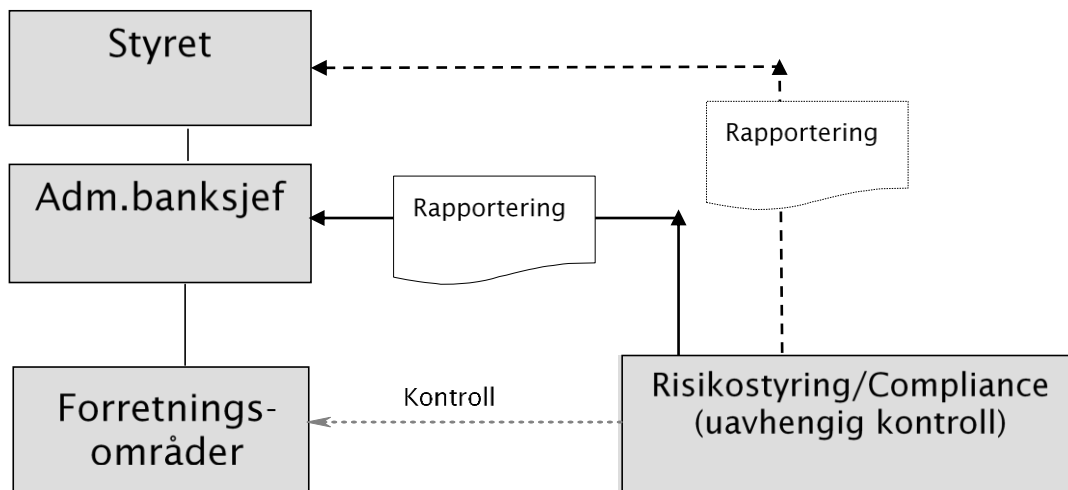 Styret
Rapportering
Adm.banksjef
Rapportering
Forretnings-
områder
Kontroll
Risikostyring/Compliance
(uavhengig kontroll)